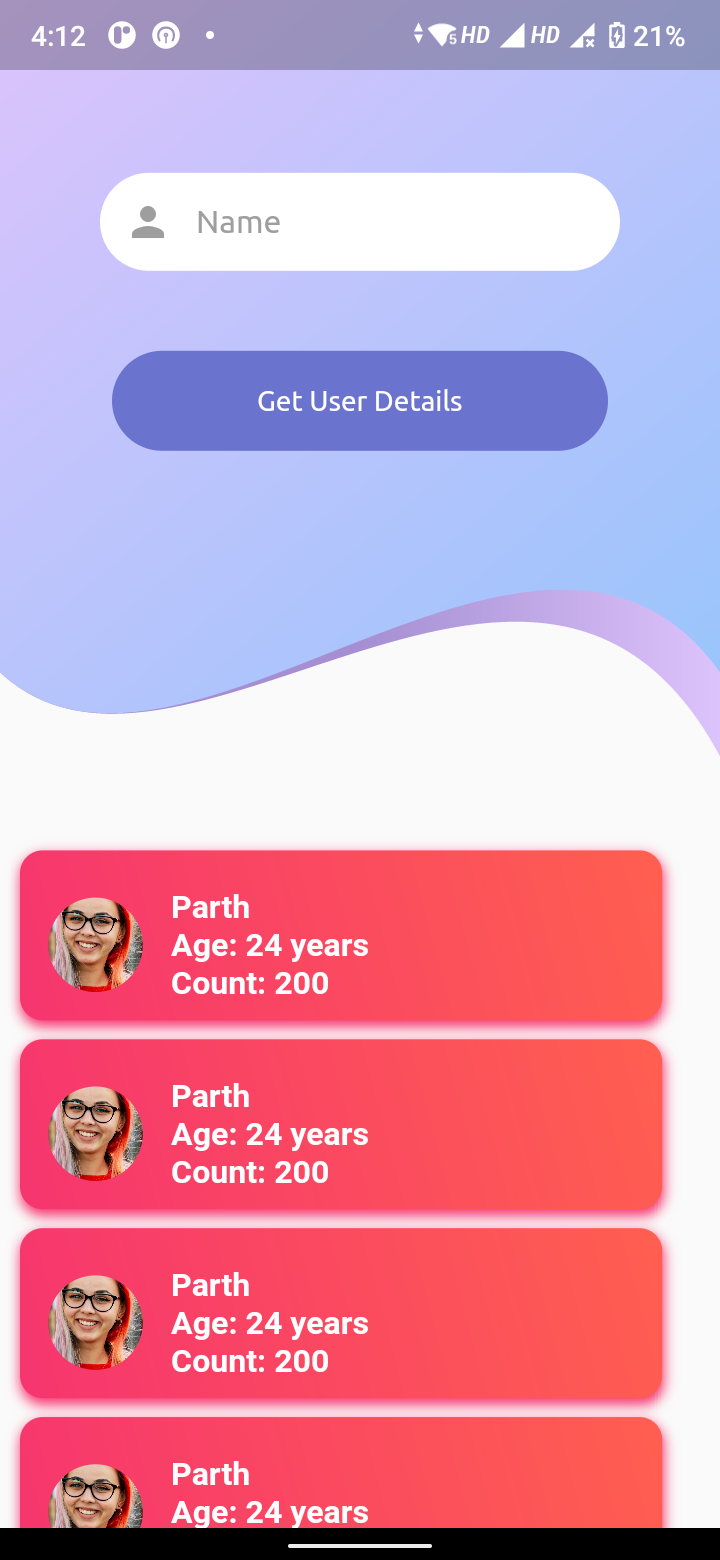 4:12 5 HD HD 21%
Name
Get User Details
Parth
Age: 24 years
Count: 200
Parth
Age: 24 years
Count: 200
Parth
Age: 24 years
Count: 200
Parth
Age: 24 years